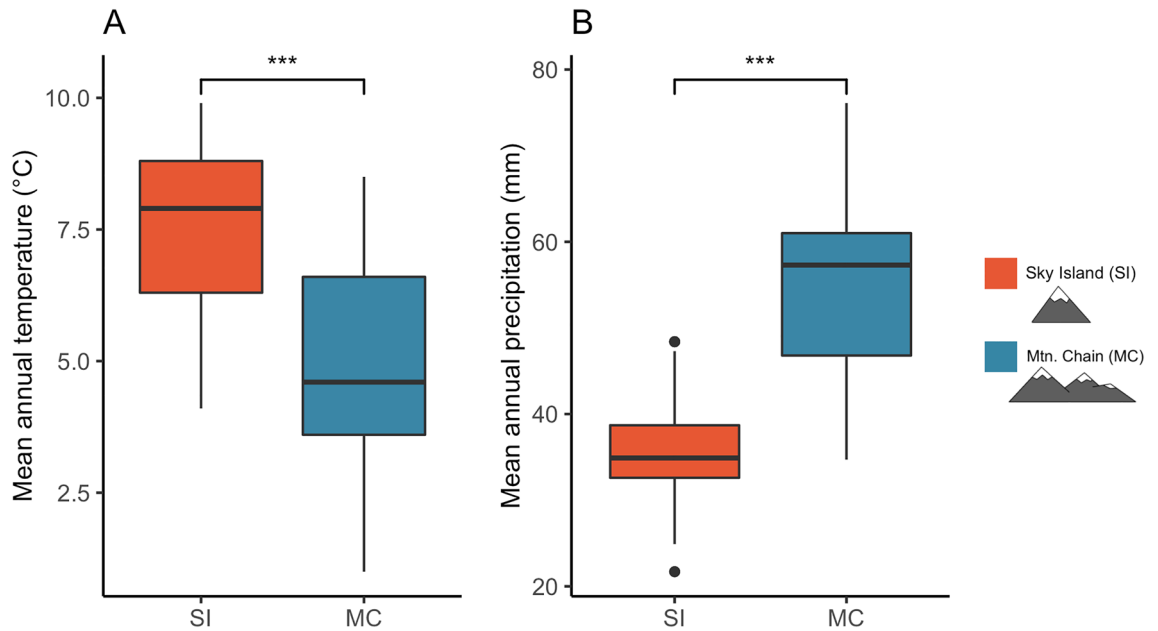 A
Mean annual temperature (°C)
10.0
7.5
5.0
2.5
***
SI
MC
B
Mean annual precipitation (mm)
80
60
40
20
***
SI
MC
Sky Island (SI)
Mtn. Chain (MC)